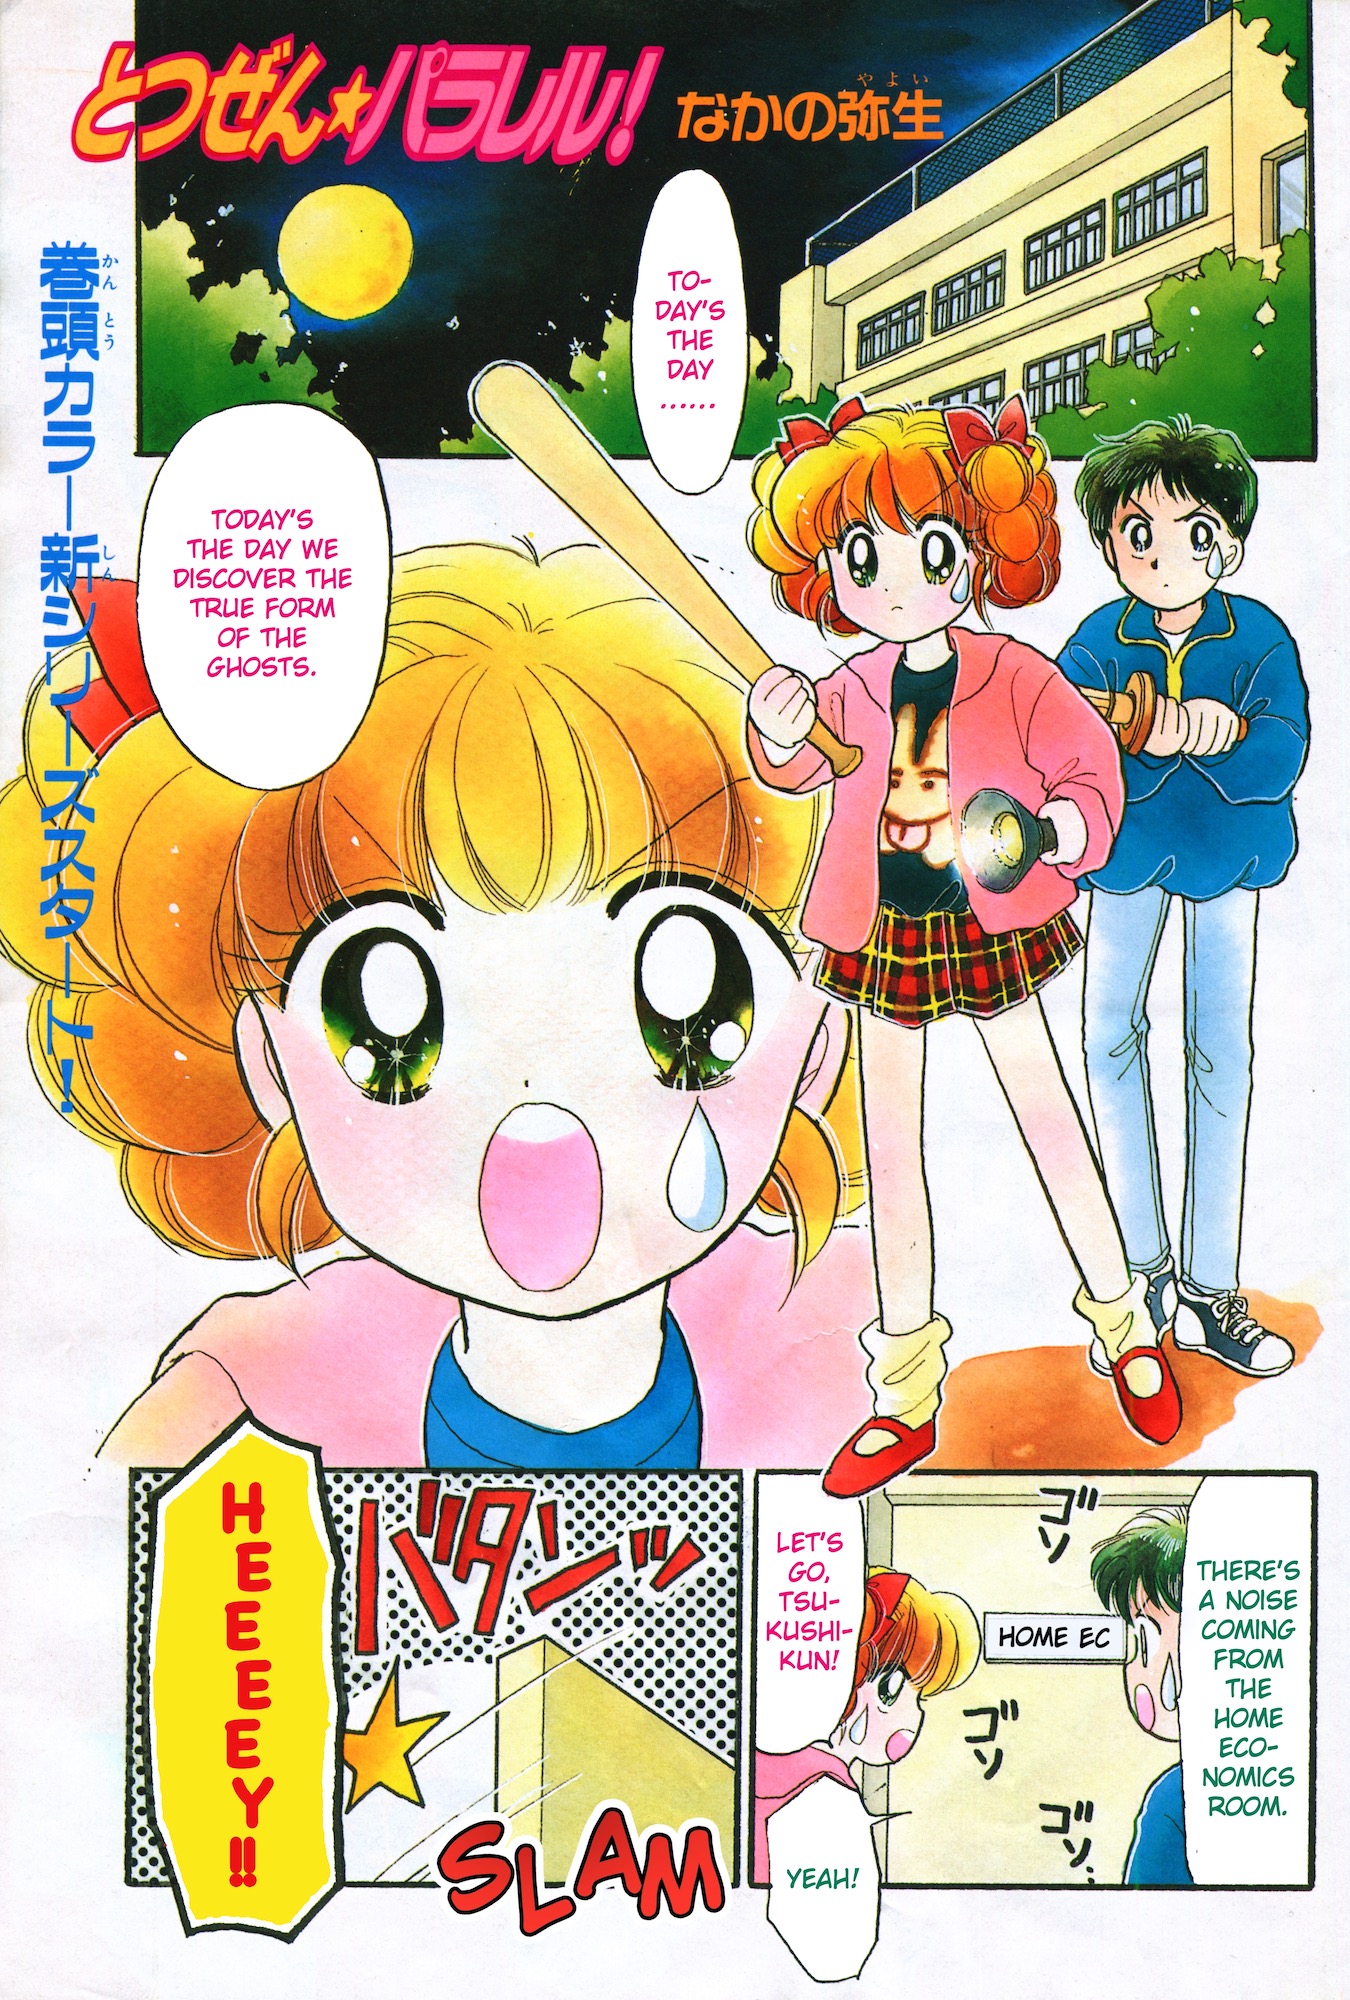 とつぜん★パラレル!
なかの弥生
やよい
巻頭カラー新シリーズスタート!
かんとう
しん
TO-
DAY'S
THE
DAY
......
TODAY'S
THE DAY WE
DISCOVER THE
TRUE FORM
OF THE
GHOSTS.
THERE'S
A NOISE
COMING
FROM
THE
HOME
ECO-
NOMICS
ROOM.
ゴソ
HOME EC
ゴソ
ゴソ.
LET'S
GO,
TSU-
KUSHI-
KUN!
YEAH!
バタンッ
SLAM
HEEEEY!!